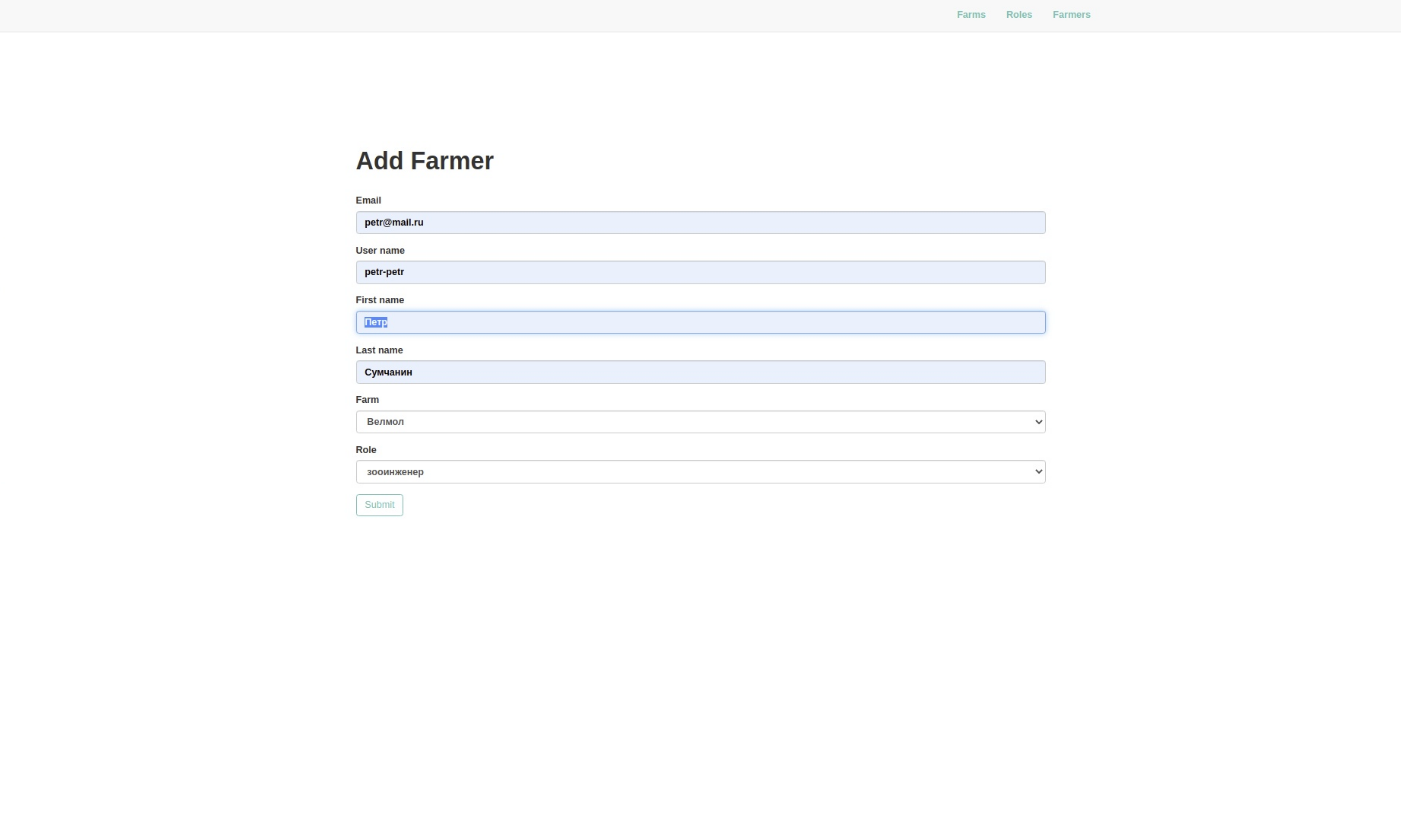 Farms Roles Farmers
Add Farmer
Email
petr@mail.ru
User name
petr-petr
First name
Петр
Last name
Сумчанин
Farm
Велмол
Role
зооинженер
Submit